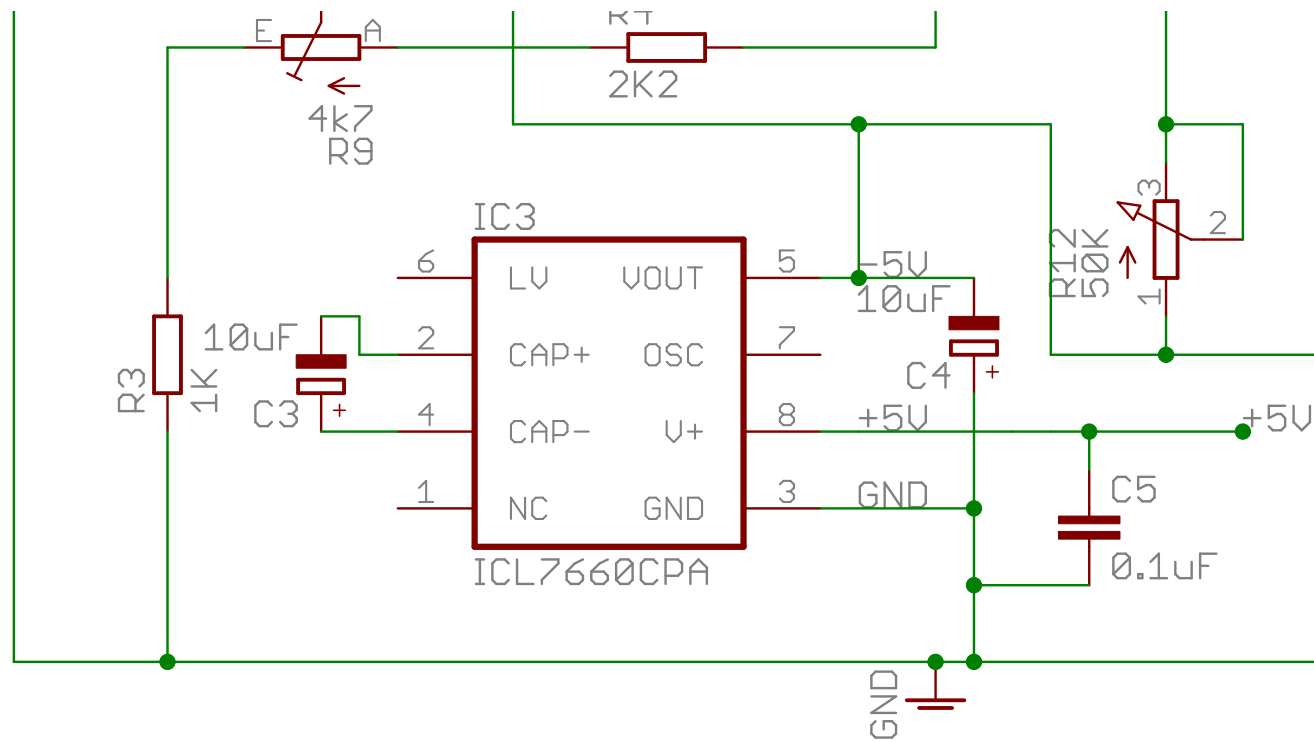 E A
R4
2K2
4k7
R9
IC3
3
2
R12
50K
1
6 LV VOUT 5
-5V
10uF
10uF
2 CAP+ OSC 7
C4
+
R3
1K
C3
+
4 CAP- V+ 8
+5V
+5V
1 NC GND 3
GND
C5
0.1uF
ICL7660CPA
GND